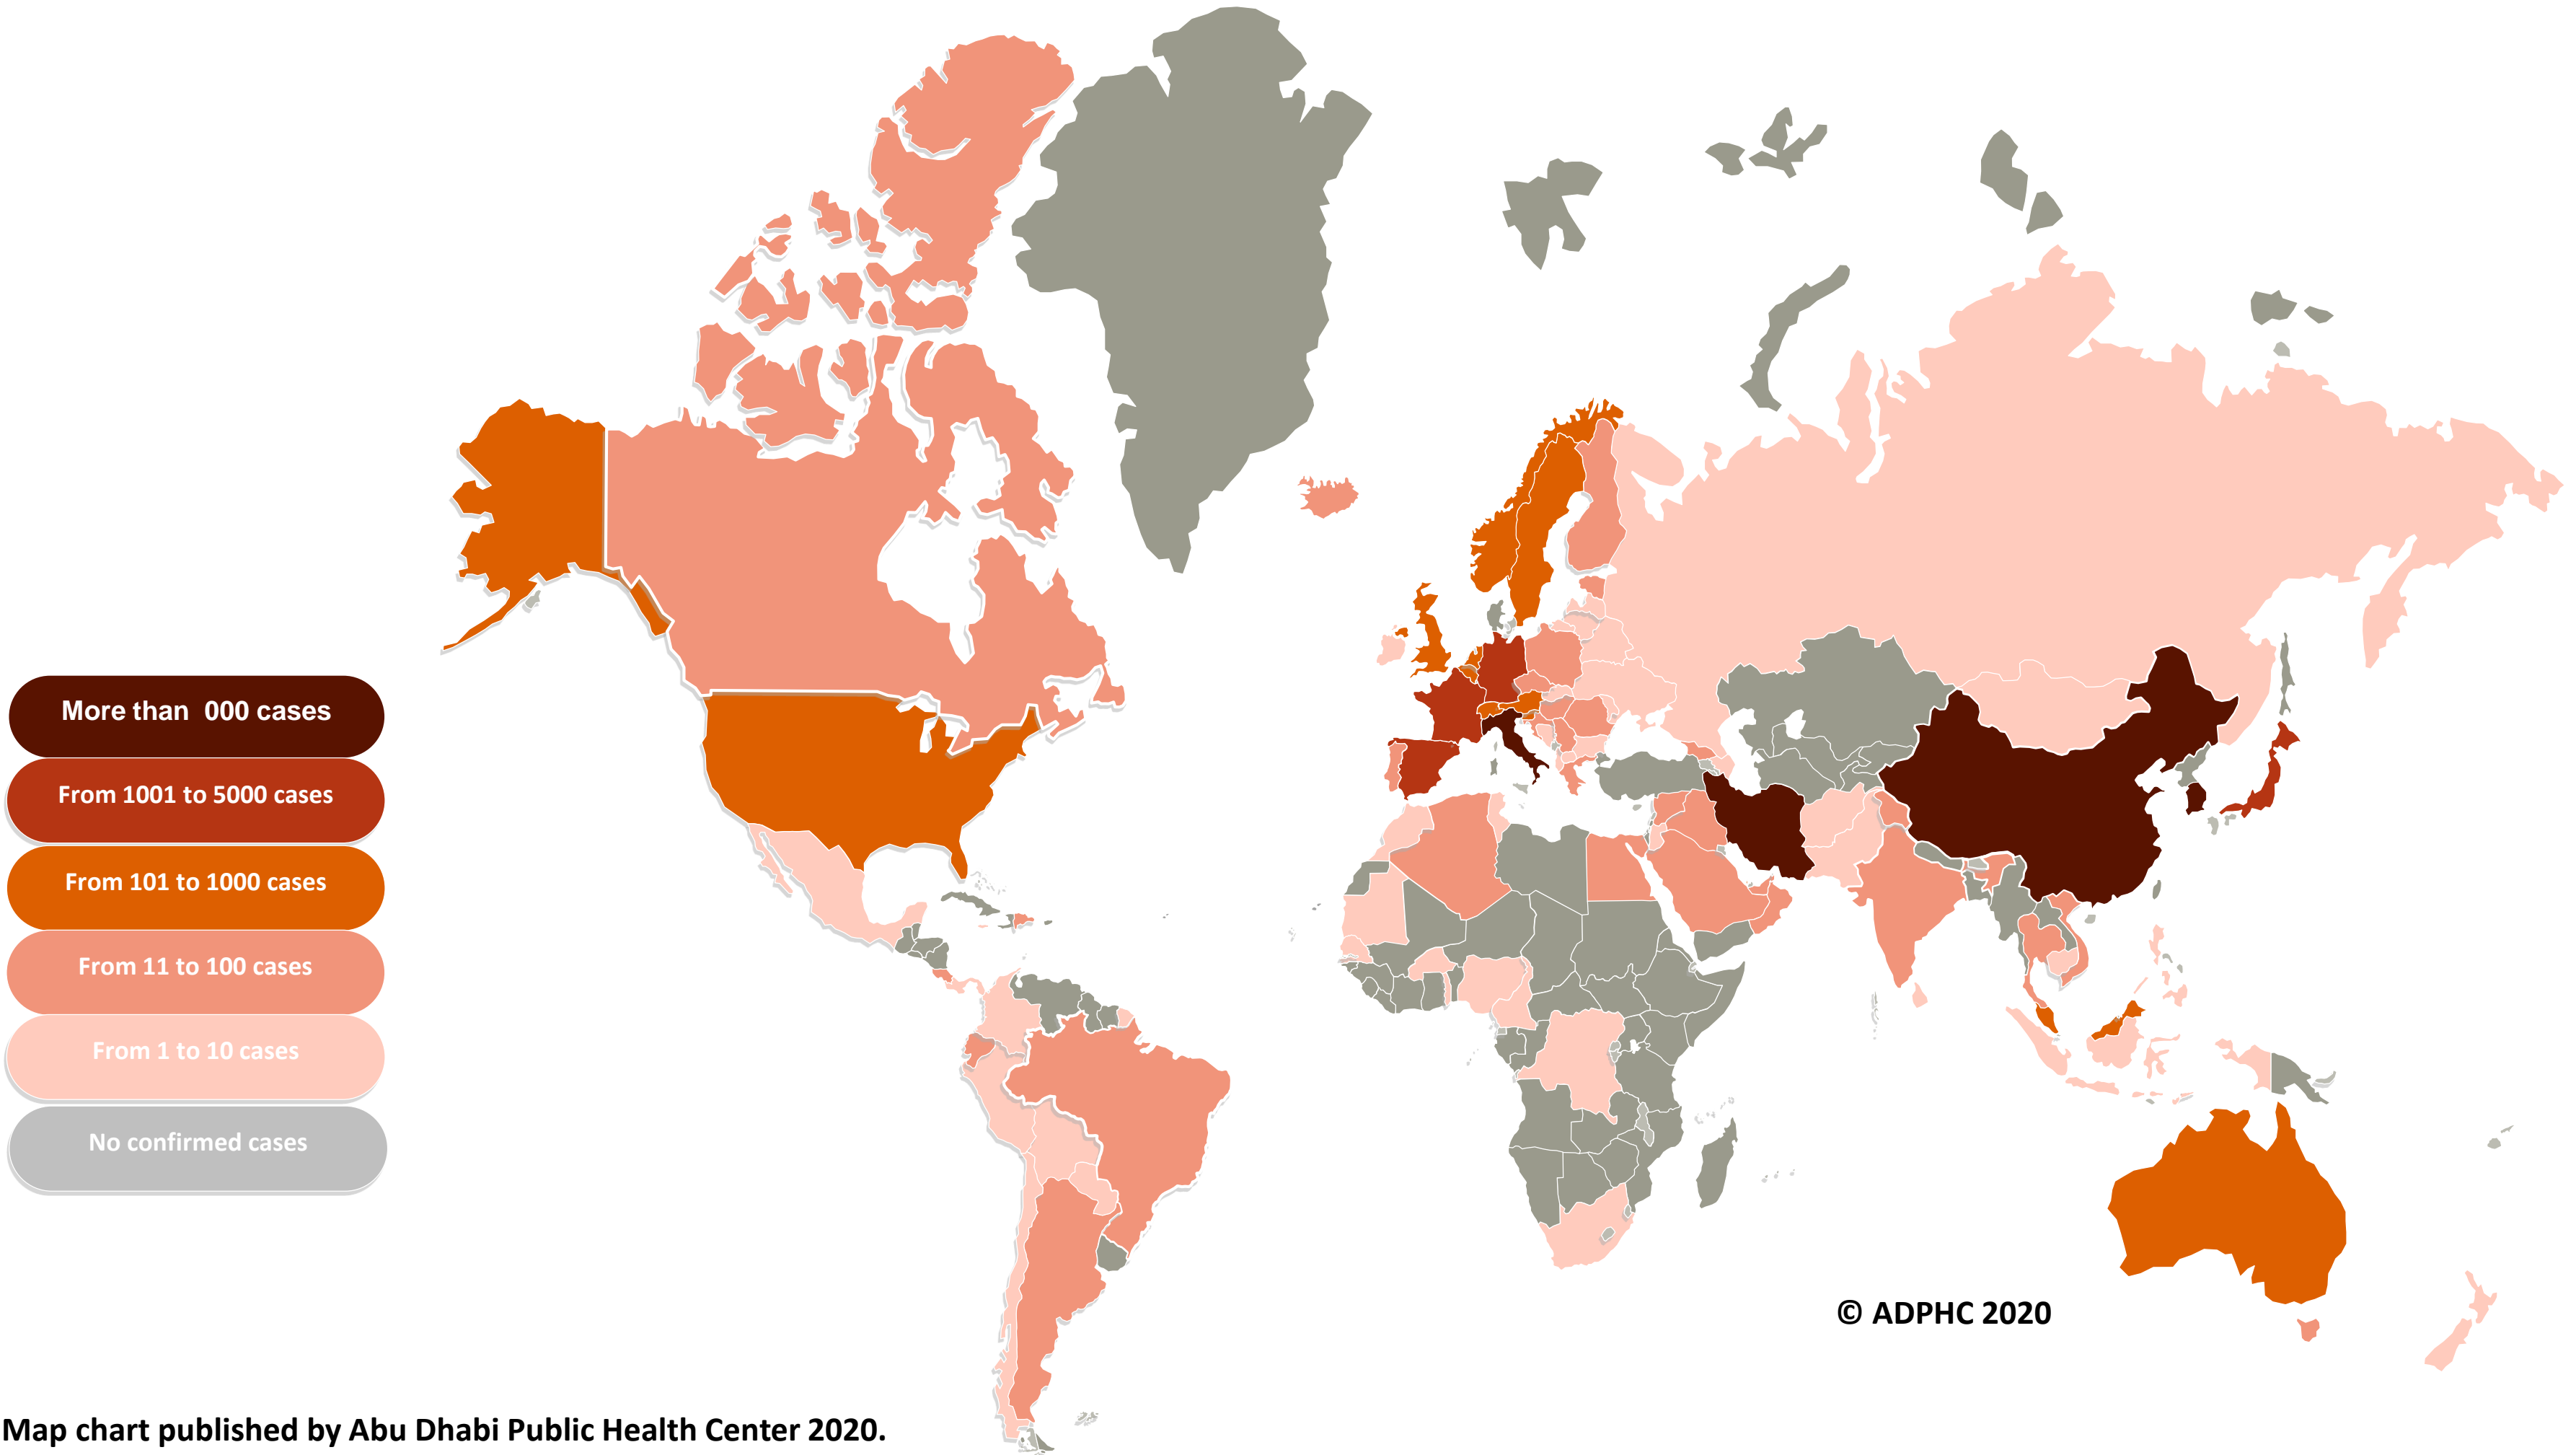 More than  000 cases
From 1001 to 5000 cases
From 101 to 1000 cases
From 11 to 100 cases
From 1 to 10 cases
No confirmed cases
© ADPHC 2020
Map chart published by Abu Dhabi Public Health Center 2020.